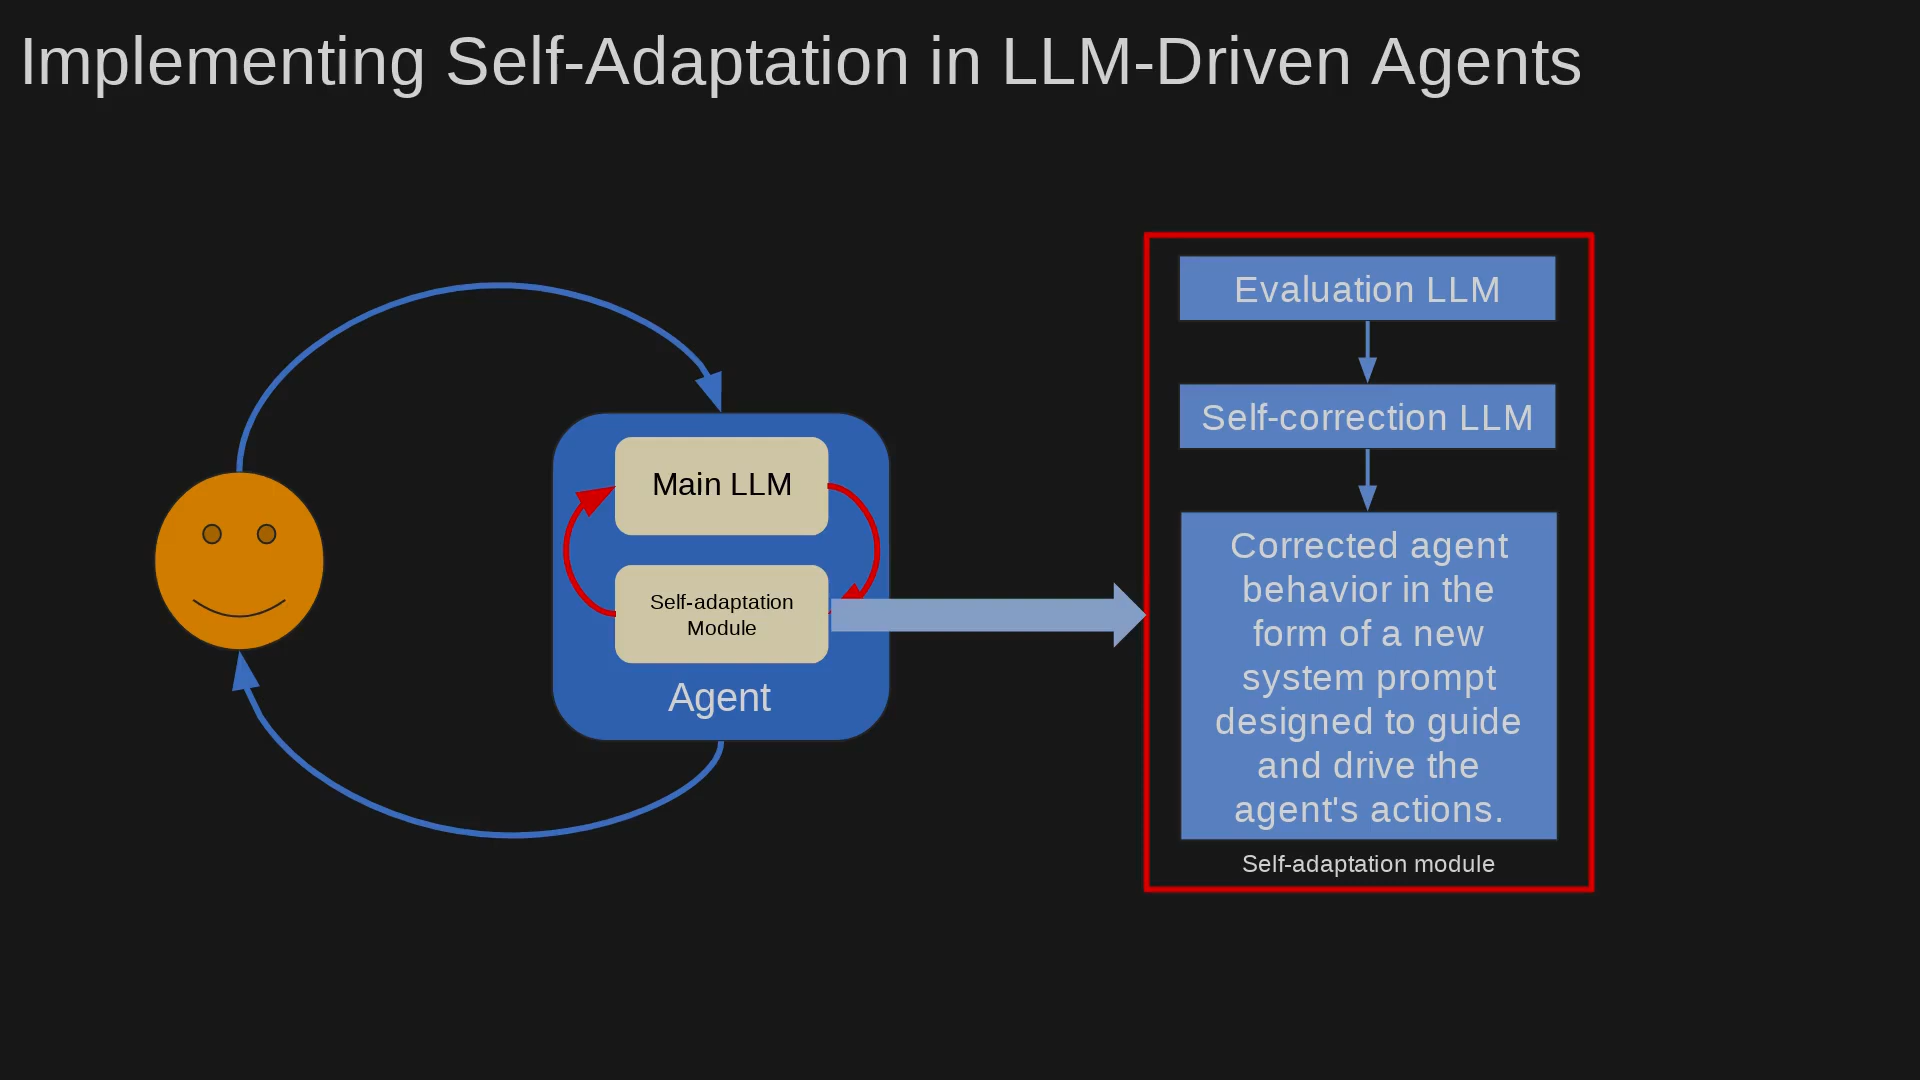 Implementing Self-Adaptation in LLM-Driven Agents
Main LLM
Self-adaptation
Module
Agent
Evaluation LLM
Self-correction LLM
Corrected agent
behavior in the
form of a new
system prompt
designed to guide
and drive the
agent's actions.
Self-adaptation module